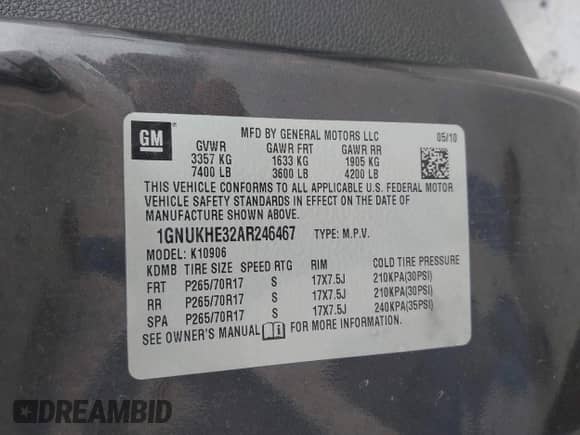 GM
MFD BY GENERAL MOTORS LLC 05/10
GVWR GAWR FRT GAWR RR
3357 KG 1633 KG 1905 KG
7400 LB 3600 LB 4200 LB
THIS VEHICLE CONFORMS TO ALL APPLICABLE U.S. FEDERAL MOTOR
VEHICLE SAFETY STANDARDS IN EFFECT ON THE DATE OF
MANUFACTURE SHOWN ABOVE.
1GNUKHE32AR246467 TYPE: M.P.V.
MODEL: K10906
KDMB TIRE SIZE SPEED RTG RIM COLD TIRE PRESSURE
FRT P265/70R17 S 17X7.5J 210KPA(30PSI)
RR P265/70R17 S 17X7.5J 210KPA(30PSI)
SPA P265/70R17 S 17X7.5J 240KPA(35PSI)
SEE OWNER'S MANUAL FOR MORE INFORMATION.
DREAMBID